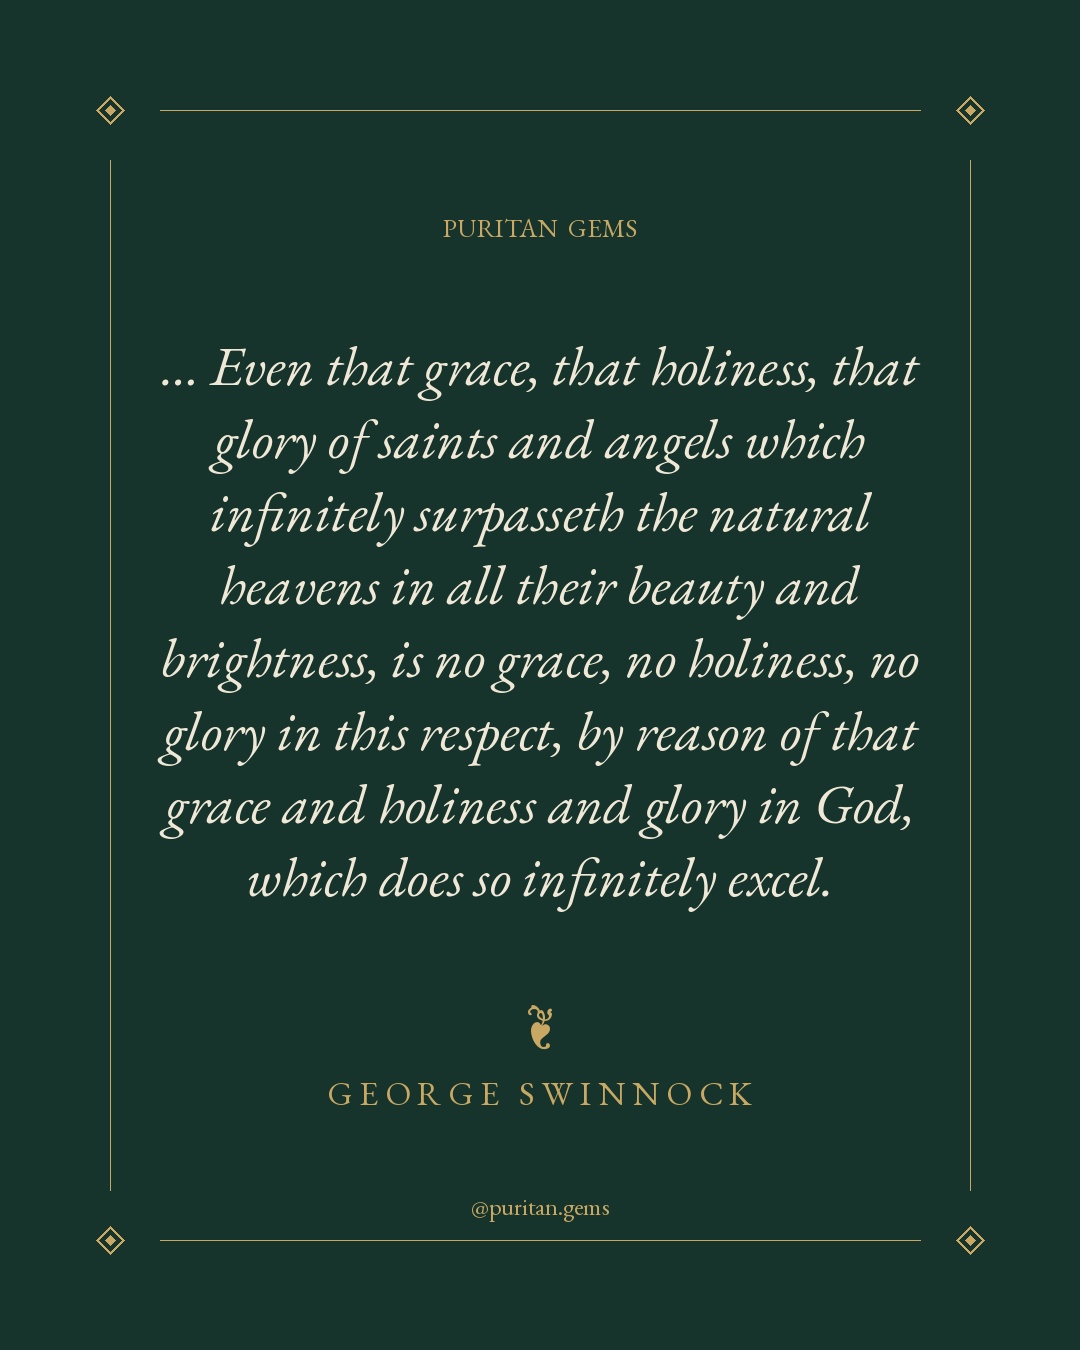 PURITAN GEMS
... Even that grace, that holiness, that
glory of saints and angels which
infinitely surpasseth the natural
heavens in all their beauty and
brightness, is no grace, no holiness, no
glory in this respect, by reason of that
grace and holiness and glory in God,
which does so infinitely excel.
GEORGE SWINNOCK
@puritan.gems